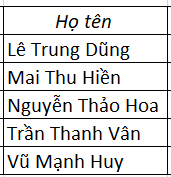 Họ tên
Lê Trung Dũng
Mai Thu Hiền
Nguyễn Thảo Hoa
Trần Thanh Vân
Vũ Mạnh Huy